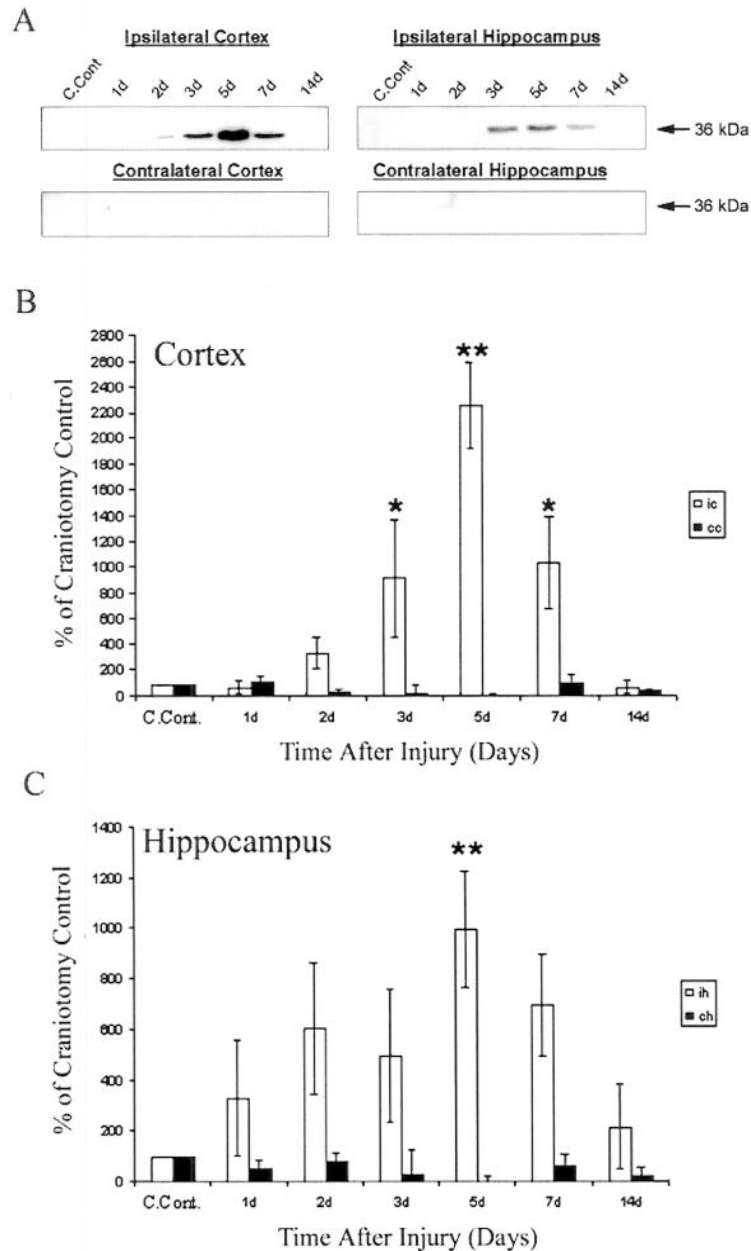 A
Ipsilateral Cortex
Ipsilateral Hippocampus
C.Cont 1d 2d 3d 5d 7d 14d
C.Cont 1d 2d 3d 5d 7d 14d
36 kDa
Contralateral Cortex
Contralateral Hippocampus
36 kDa
B
Cortex
% of Craniotomy Control
2800
2600
2400
2200
2000
1800
1600
1400
1200
1000
800
600
400
200
0
*
**
*
ic
cc
C.Cont. 1d 2d 3d 5d 7d 14d
Time After Injury (Days)
C
Hippocampus
% of Craniotomy Control
1400
1200
1000
800
600
400
200
0
**
ih
ch
C.Cont. 1d 2d 3d 5d 7d 14d
Time After Injury (Days)